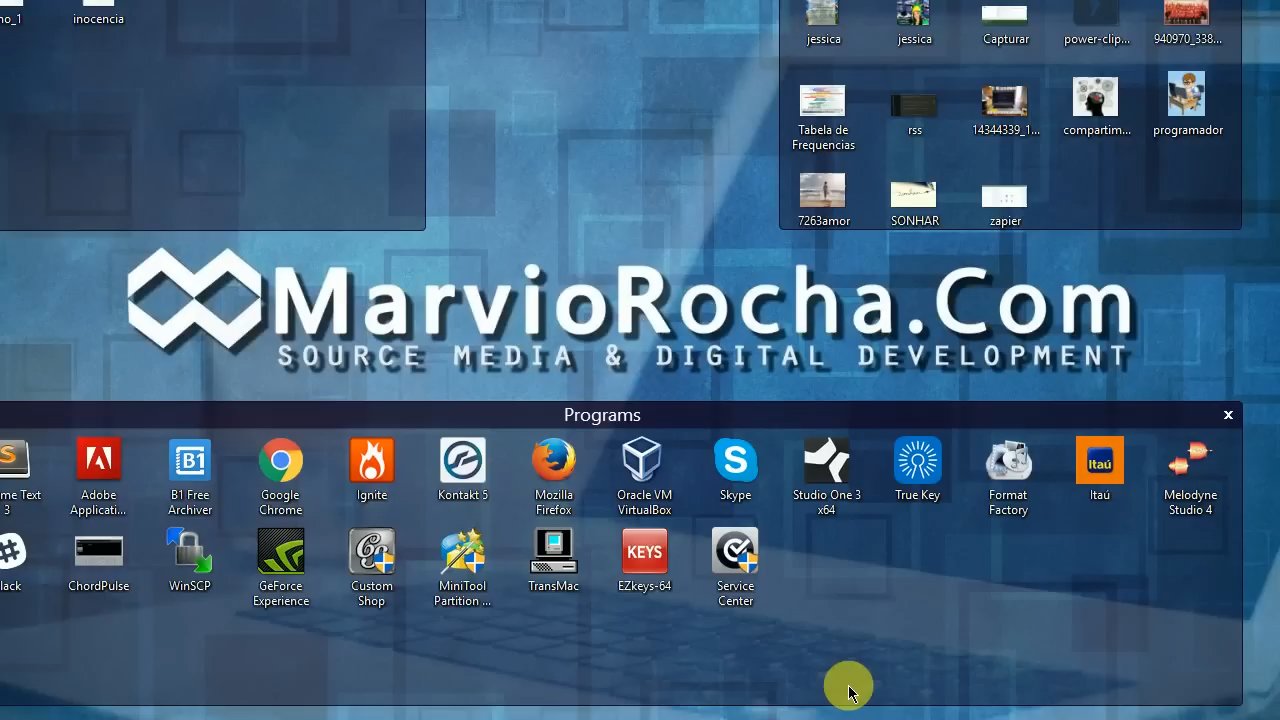 no_1
inocencia
jessica
jessica
Capturar
power-clip...
940970_338...
Tabela de
Frequencias
rss
14344339_1...
compartim...
programador
7263amor
SONHAR
zapier
MarvioRocha.Com
SOURCE MEDIA & DIGITAL DEVELOPMENT
Programs
x
me Text
3
Adobe
Applicati...
B1 Free
Archiver
Google
Chrome
Ignite
Kontakt 5
Mozilla
Firefox
Oracle VM
VirtualBox
Skype
Studio One 3
x64
True Key
Format
Factory
Itaú
Melodyne
Studio 4
lack
ChordPulse
WinSCP
GeForce
Experience
Custom
Shop
MiniTool
Partition ...
TransMac
KEYS
EZkeys-64
Service
Center